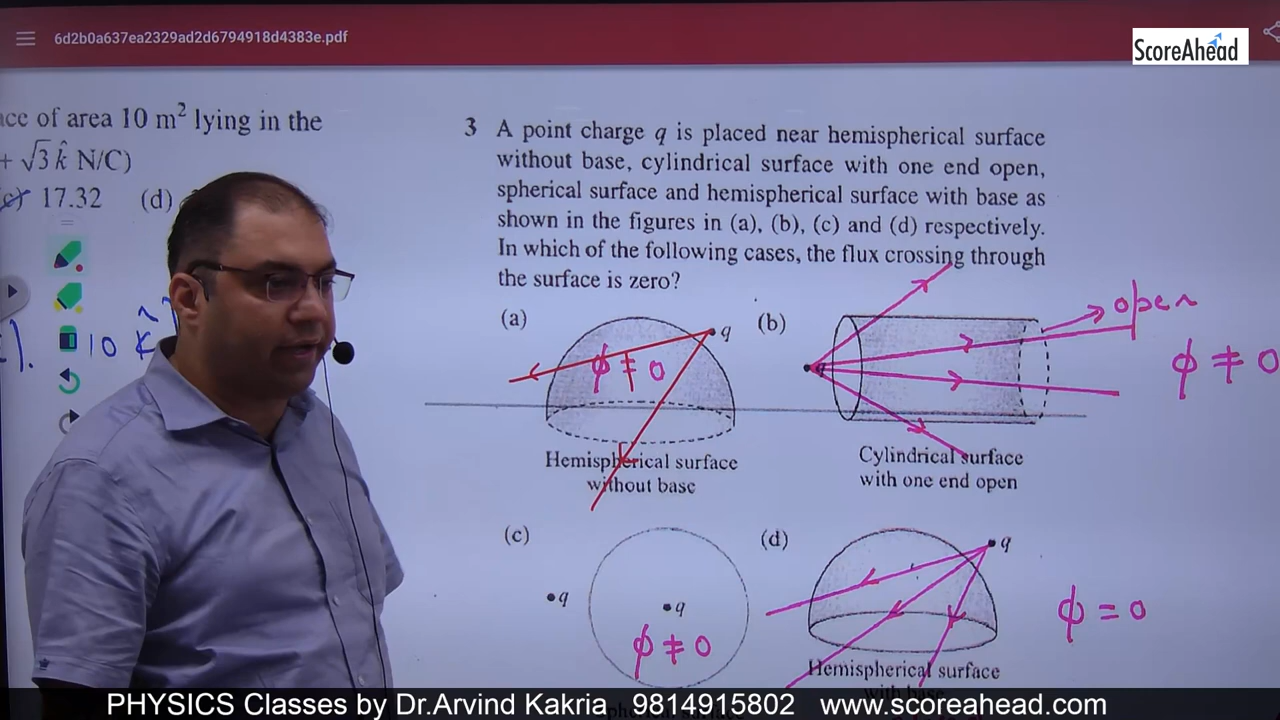 6d2b0a637ea2329ad2d6794918d4383e.pdf
ScoreAhead
ace of area 10 m² lying in the
+ √3 k̂ N/C)
(c) 17.32 (d)
10 k̂
3 A point charge q is placed near hemispherical surface
without base, cylindrical surface with one end open,
spherical surface and hemispherical surface with base as
shown in the figures in (a), (b), (c) and (d) respectively.
In which of the following cases, the flux crossing through
the surface is zero?
(a) q (b) open
ϕ ≠ 0 q ϕ ≠ 0
Hemispherical surface
without base
Cylindrical surface
with one end open
(c) (d) q
q q
ϕ ≠ 0 ϕ = 0
Hemispherical surface
with base
PHYSICS Classes by Dr.Arvind Kakria 9814915802 www.scoreahead.com